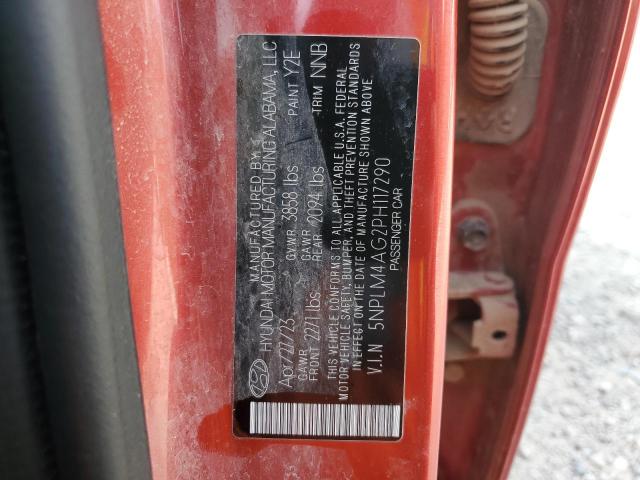 MANUFACTURED BY
HYUNDAI MOTOR MANUFACTURING ALABAMA, LLC
Apr/27/23 GVWR 3858 lbs PAINT Y2E
GAWR FRONT 2271 lbs GAWR REAR 2094 lbs TRIM NNB
THIS VEHICLE CONFORMS TO ALL APPLICABLE U.S.A. FEDERAL
MOTOR VEHICLE SAFETY, BUMPER, AND THEFT PREVENTION STANDARDS
IN EFFECT ON THE DATE OF MANUFACTURE SHOWN ABOVE.
V.I.N 5NPLM4AG2PH117290
PASSENGER CAR